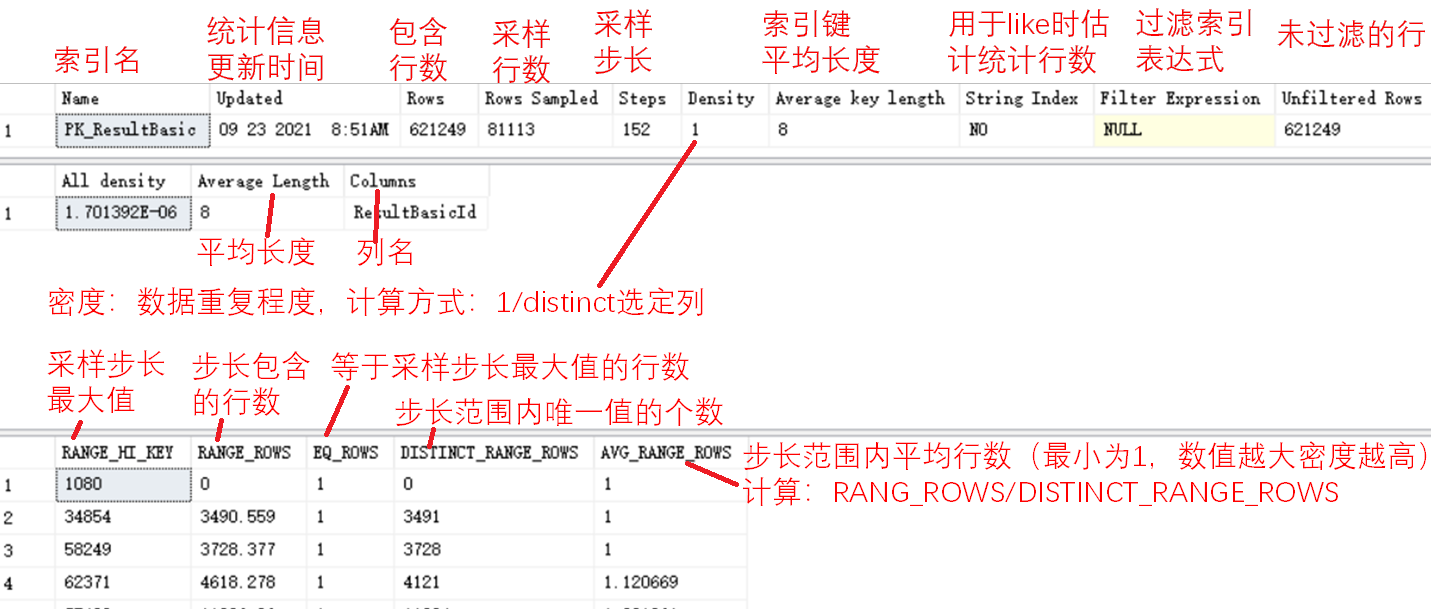 索引名 统计信息更新时间 包含行数 采样行数 采样步长 索引键平均长度 用于like时估计统计行数 过滤索引表达式 未过滤的行
Name Updated Rows Rows Sampled Steps Density Average key length String Index Filter Expression Unfiltered Rows
1 PK_ResultBasic 09 23 2021 8:51AM 621249 81113 152 1 8 NO NULL 621249
All density Average Length Columns
1 1.701392E-06 8 ResultBasicId
平均长度 列名
密度：数据重复程度，计算方式：1/distinct选定列
采样步长最大值 步长包含的行数 等于采样步长最大值的行数
步长范围内唯一值的个数
RANGE_HI_KEY RANGE_ROWS EQ_ROWS DISTINCT_RANGE_ROWS AVG_RANGE_ROWS
步长范围内平均行数（最小为1，数值越大密度越高）
计算：RANG_ROWS/DISTINCT_RANGE_ROWS
1 1080 0 1 0 1
2 34854 3490.559 1 3491 1
3 58249 3728.377 1 3728 1
4 62371 4618.278 1 4121 1.120669